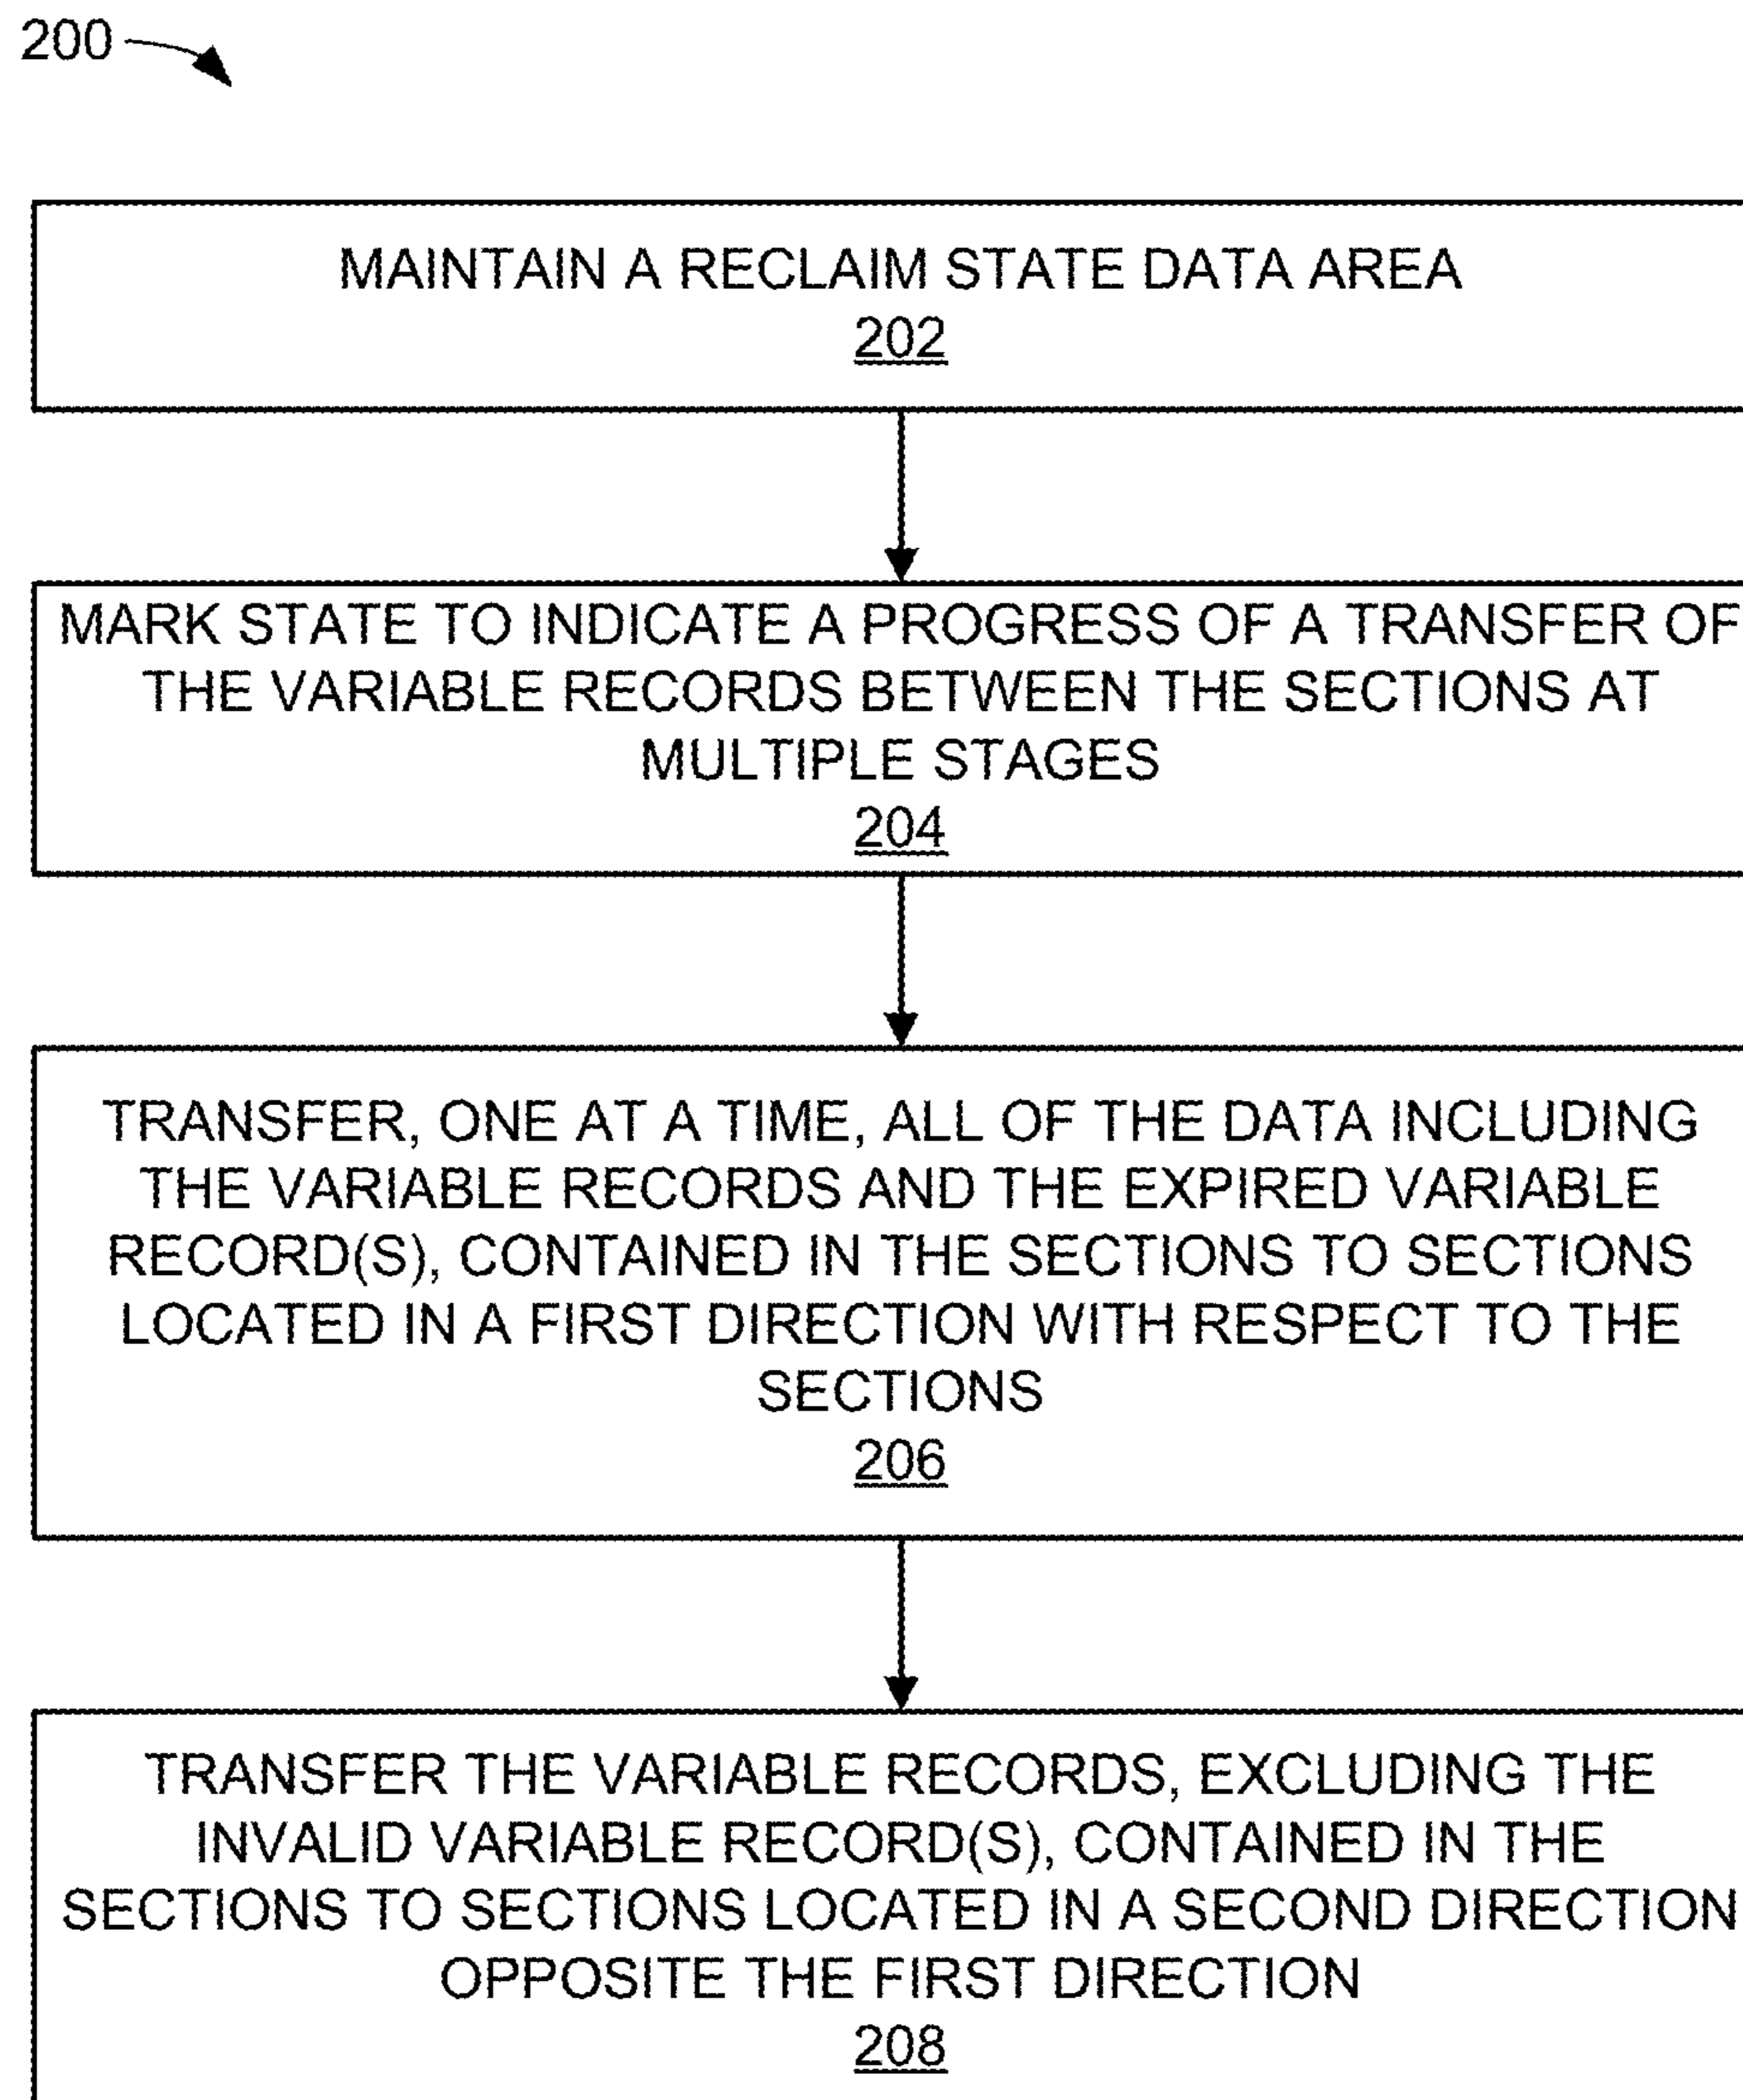 200
MAINTAIN A RECLAIM STATE DATA AREA
202
MARK STATE TO INDICATE A PROGRESS OF A TRANSFER OF
THE VARIABLE RECORDS BETWEEN THE SECTIONS AT
MULTIPLE STAGES
204
TRANSFER, ONE AT A TIME, ALL OF THE DATA INCLUDING
THE VARIABLE RECORDS AND THE EXPIRED VARIABLE
RECORD(S), CONTAINED IN THE SECTIONS TO SECTIONS
LOCATED IN A FIRST DIRECTION WITH RESPECT TO THE
SECTIONS
206
TRANSFER THE VARIABLE RECORDS, EXCLUDING THE
INVALID VARIABLE RECORD(S), CONTAINED IN THE
SECTIONS TO SECTIONS LOCATED IN A SECOND DIRECTION
OPPOSITE THE FIRST DIRECTION
208